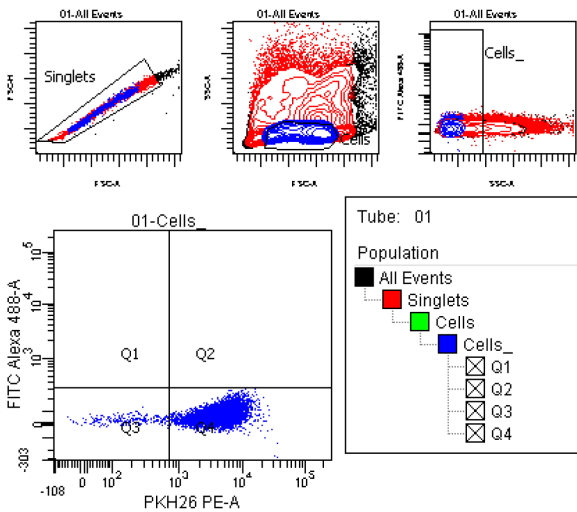 01-All Events
Singlets
FSC-H
FSC-A
01-All Events
Cells
SSC-A
FSC-A
01-All Events
Cells_
FITC Alexa 488-A
SSC-A
01-Cells_
FITC Alexa 488-A
10^5
10^4
10^3
0
-303
Q1
Q2
Q3
Q4
-108
0
10^2
10^3
10^4
10^5
PKH26 PE-A
Tube: 01
Population
All Events
Singlets
Cells
Cells_
Q1
Q2
Q3
Q4